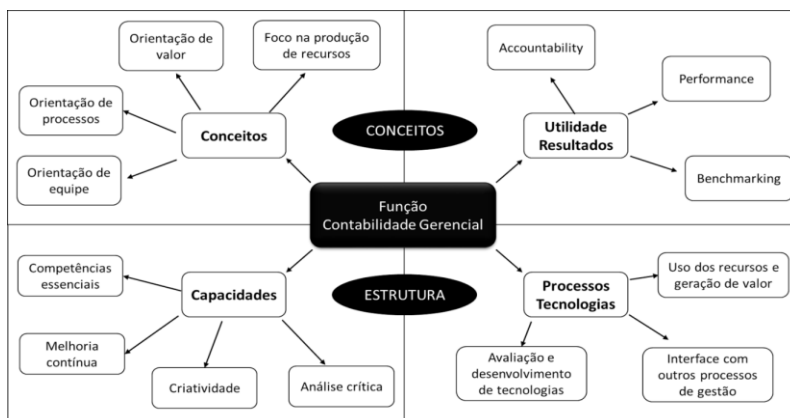 Orientação de
valor
Foco na produção
de recursos
Orientação de
processos
Conceitos
Orientação de
equipe
CONCEITOS
Accountability
Performance
Utilidade
Resultados
Benchmarking
Função
Contabilidade Gerencial
Competências
essenciais
Capacidades
Melhoria
contínua
Criatividade
Análise crítica
ESTRUTURA
Processos
Tecnologias
Uso dos recursos e
geração de valor
Avaliação e
desenvolvimento
de tecnologias
Interface com
outros processos
de gestão